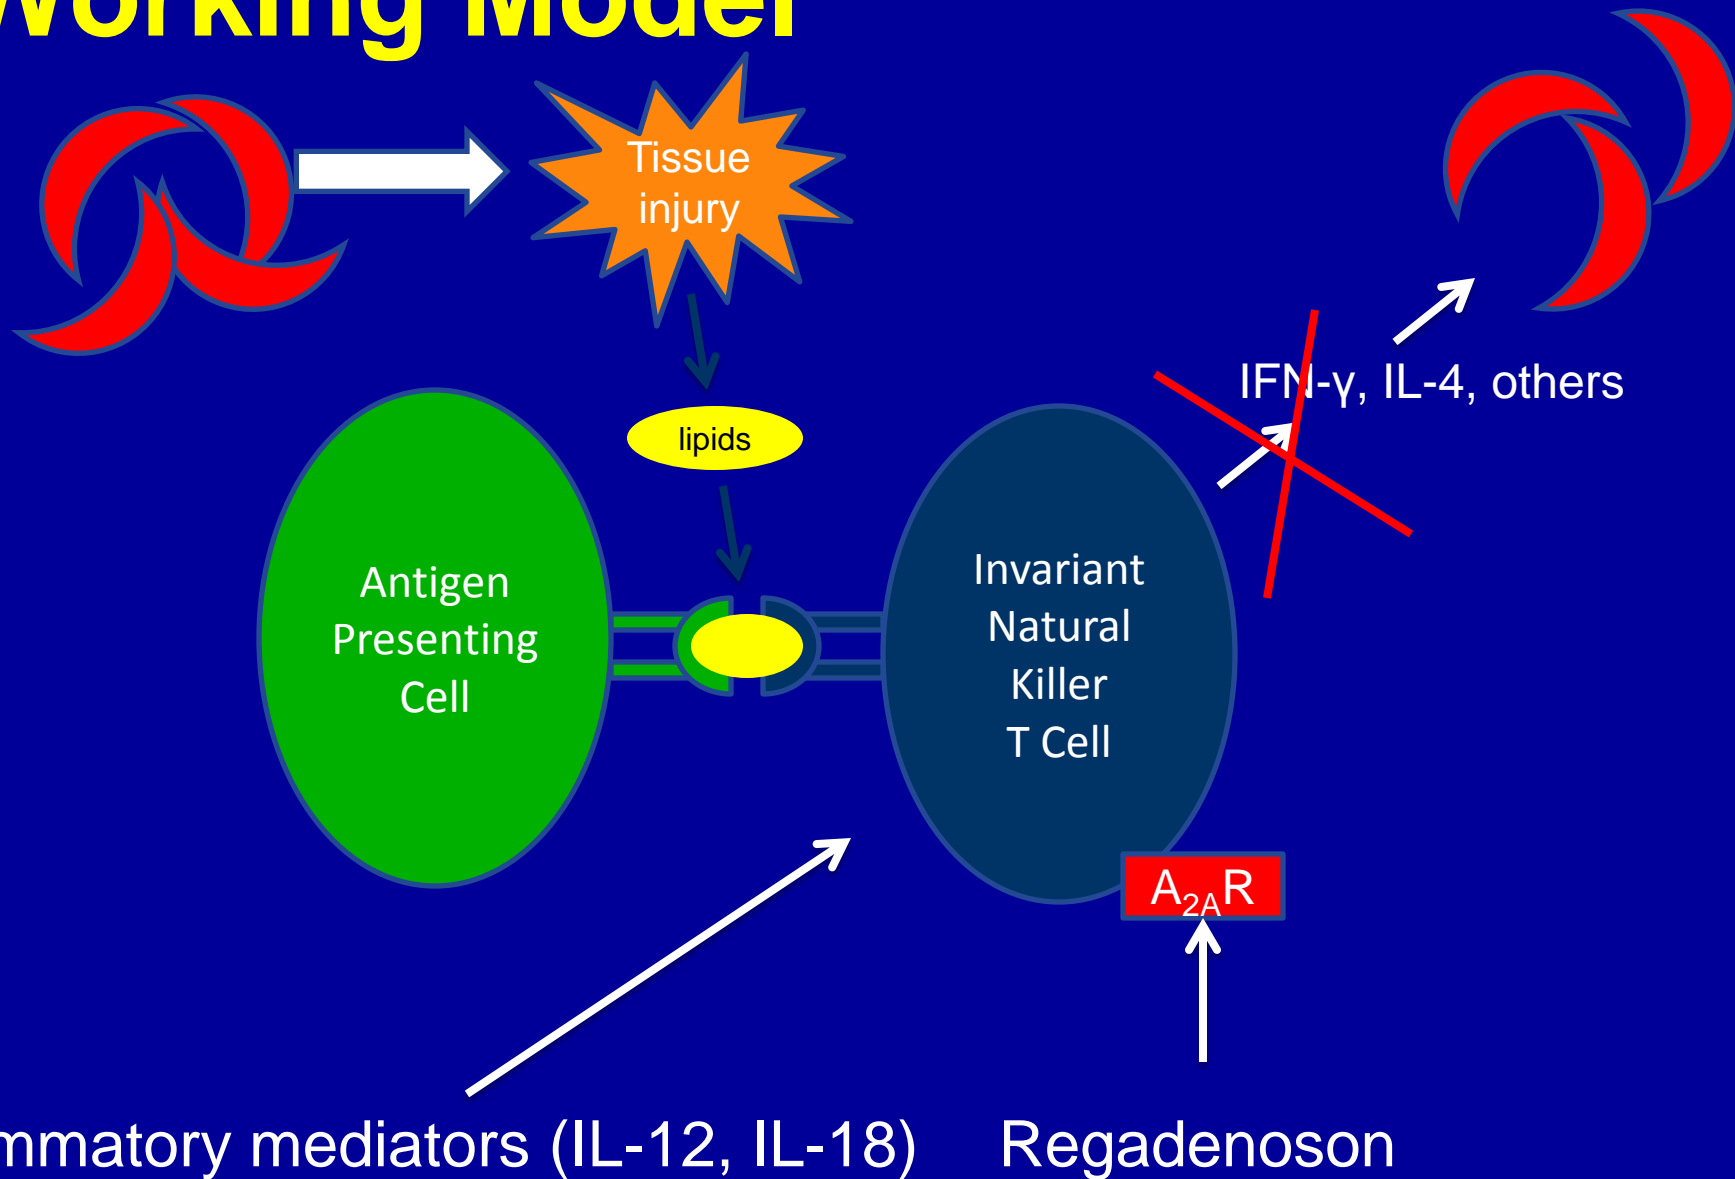 Working Model
Tissue
injury
IFN-γ, IL-4, others
lipids
Antigen
Presenting
Cell
Invariant
Natural
Killer
T Cell
A2AR
mmatory mediators (IL-12, IL-18)
Regadenoson